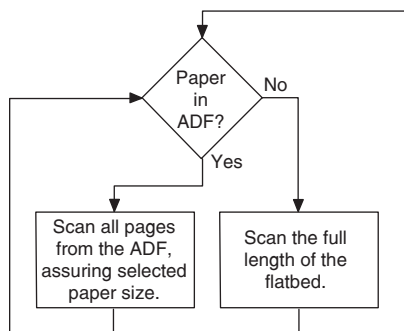 Paper
in
ADF?
No
Yes
Scan all pages
from the ADF,
assuring selected
paper size.
Scan the full
length of the
flatbed.